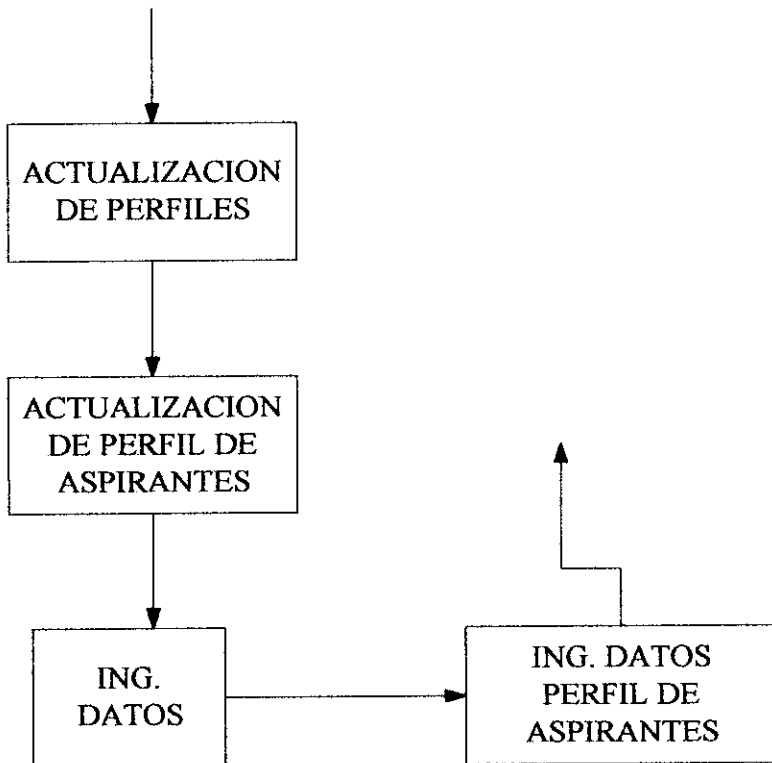 ACTUALIZACION
DE PERFILES
ACTUALIZACION
DE PERFIL DE
ASPIRANTES
ING.
DATOS
ING. DATOS
PERFIL DE
ASPIRANTES